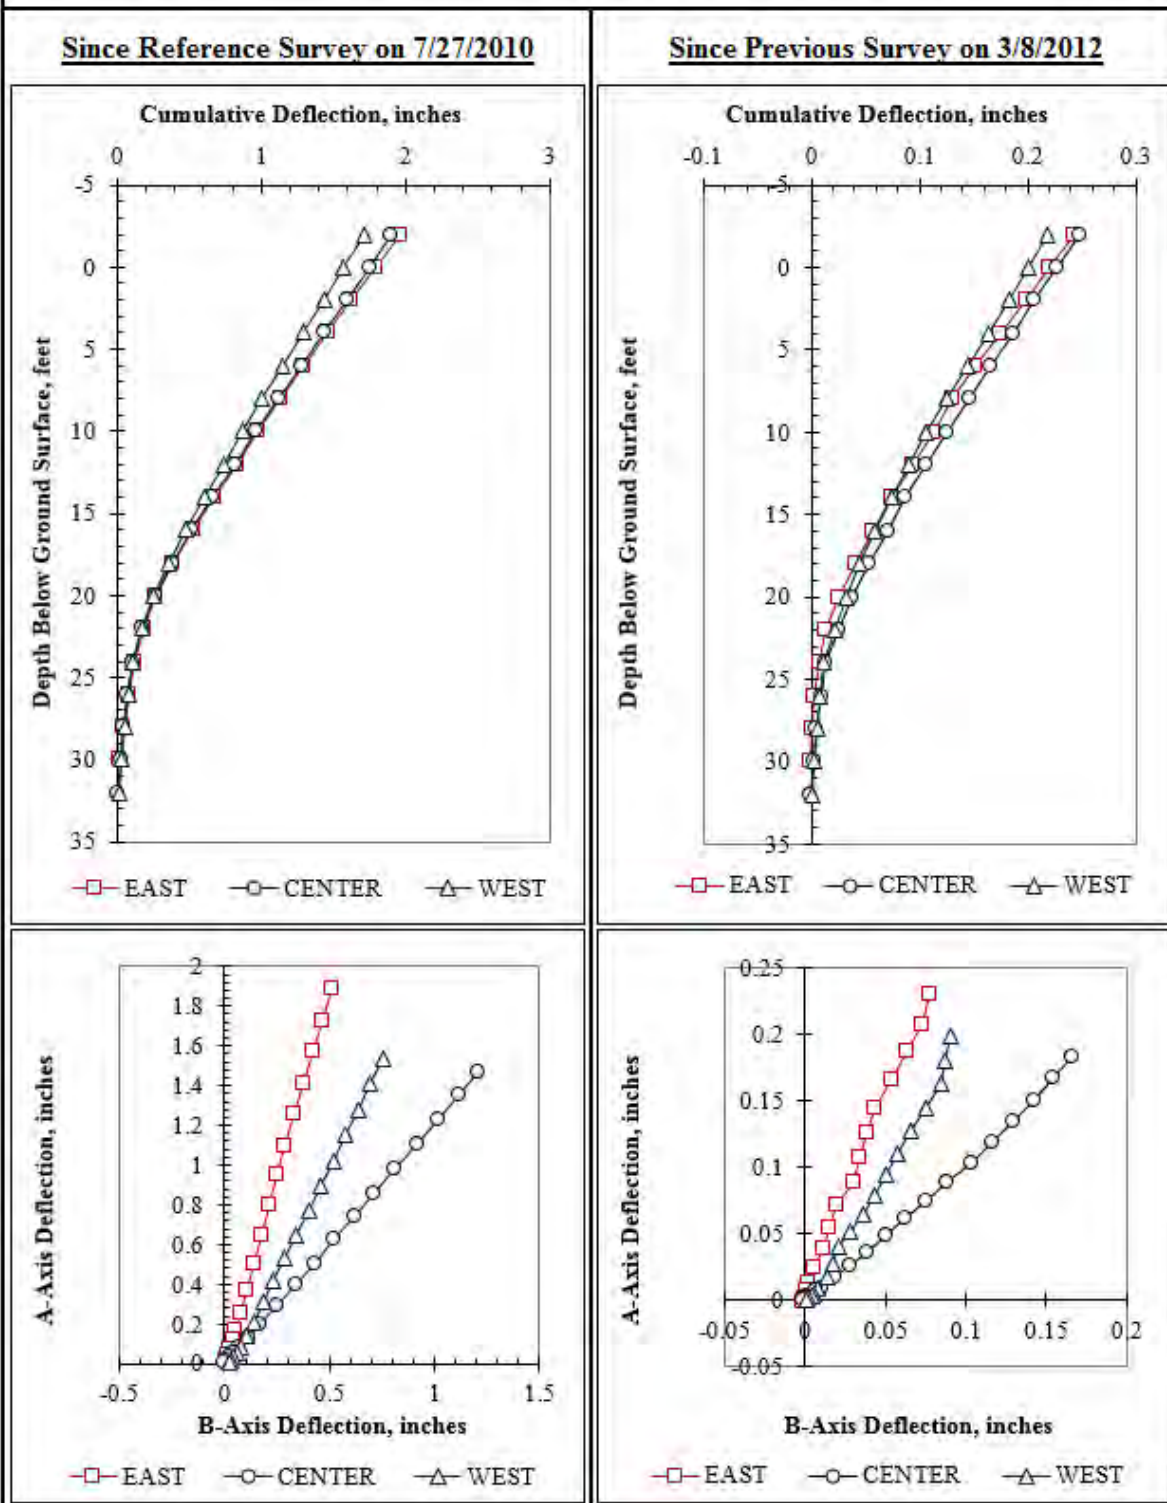 Since Reference Survey on 7/27/2010
Cumulative Deflection, inches
0 1 2 3
-5
0
5
10
15
20
25
30
35
Depth Below Ground Surface, feet
EAST CENTER WEST
2
1.8
1.6
1.4
1.2
1
0.8
0.6
0.4
0.2
0
-0.5 0 0.5 1 1.5
A-Axis Deflection, inches
B-Axis Deflection, inches
EAST CENTER WEST
Since Previous Survey on 3/8/2012
Cumulative Deflection, inches
-0.1 0 0.1 0.2 0.3
-5
0
5
10
15
20
25
30
35
Depth Below Ground Surface, feet
EAST CENTER WEST
0.25
0.2
0.15
0.1
0.05
0
-0.05
-0.05 0 0.05 0.1 0.15 0.2
A-Axis Deflection, inches
B-Axis Deflection, inches
EAST CENTER WEST